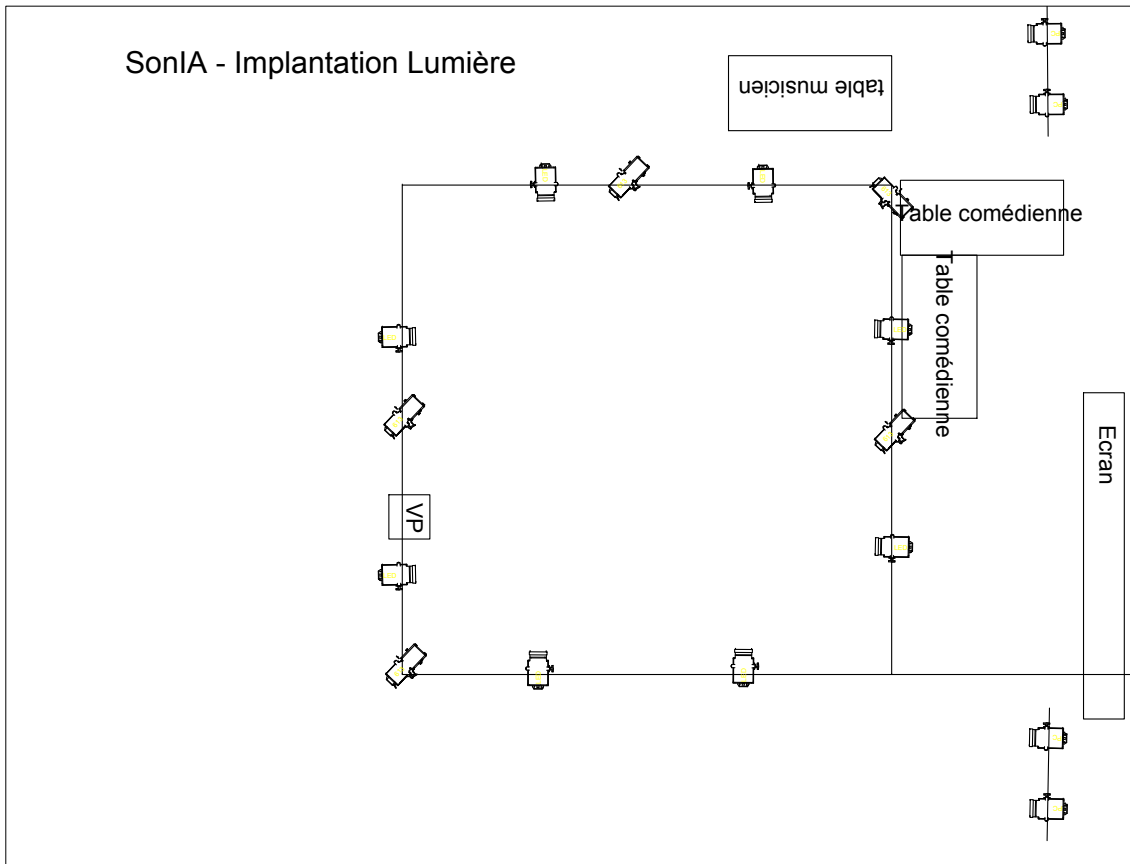 SonIA - Implantation Lumière
table musicien
Table comédienne
Table comédienne
Ecran
VP